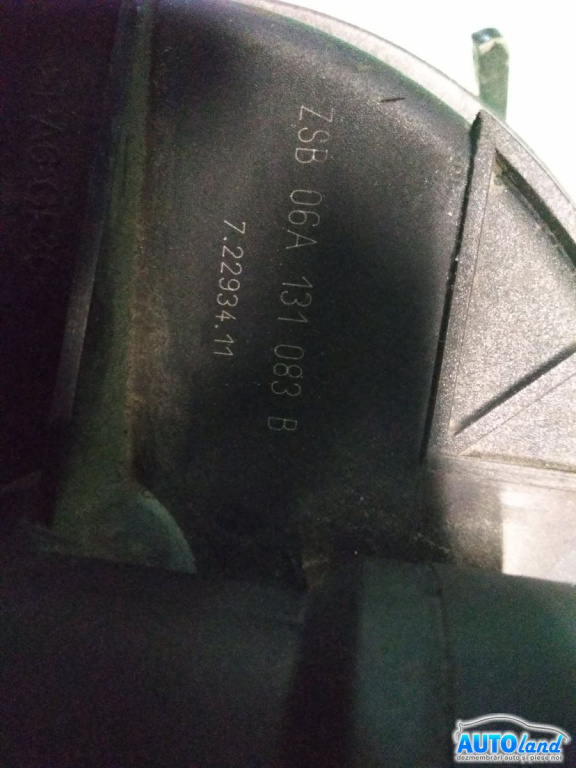 ZSB 06A 131 083 B
7.22934.11
AUTOland
dezmembrări auto și piese noi